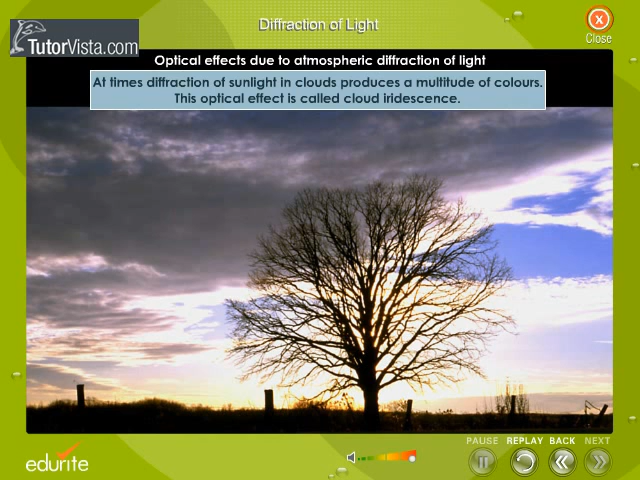 Diffraction of Light
TutorVista.com
Close
Optical effects due to atmospheric diffraction of light
At times diffraction of sunlight in clouds produces a multitude of colours.
This optical effect is called cloud iridescence.
PAUSE REPLAY BACK NEXT
edurite